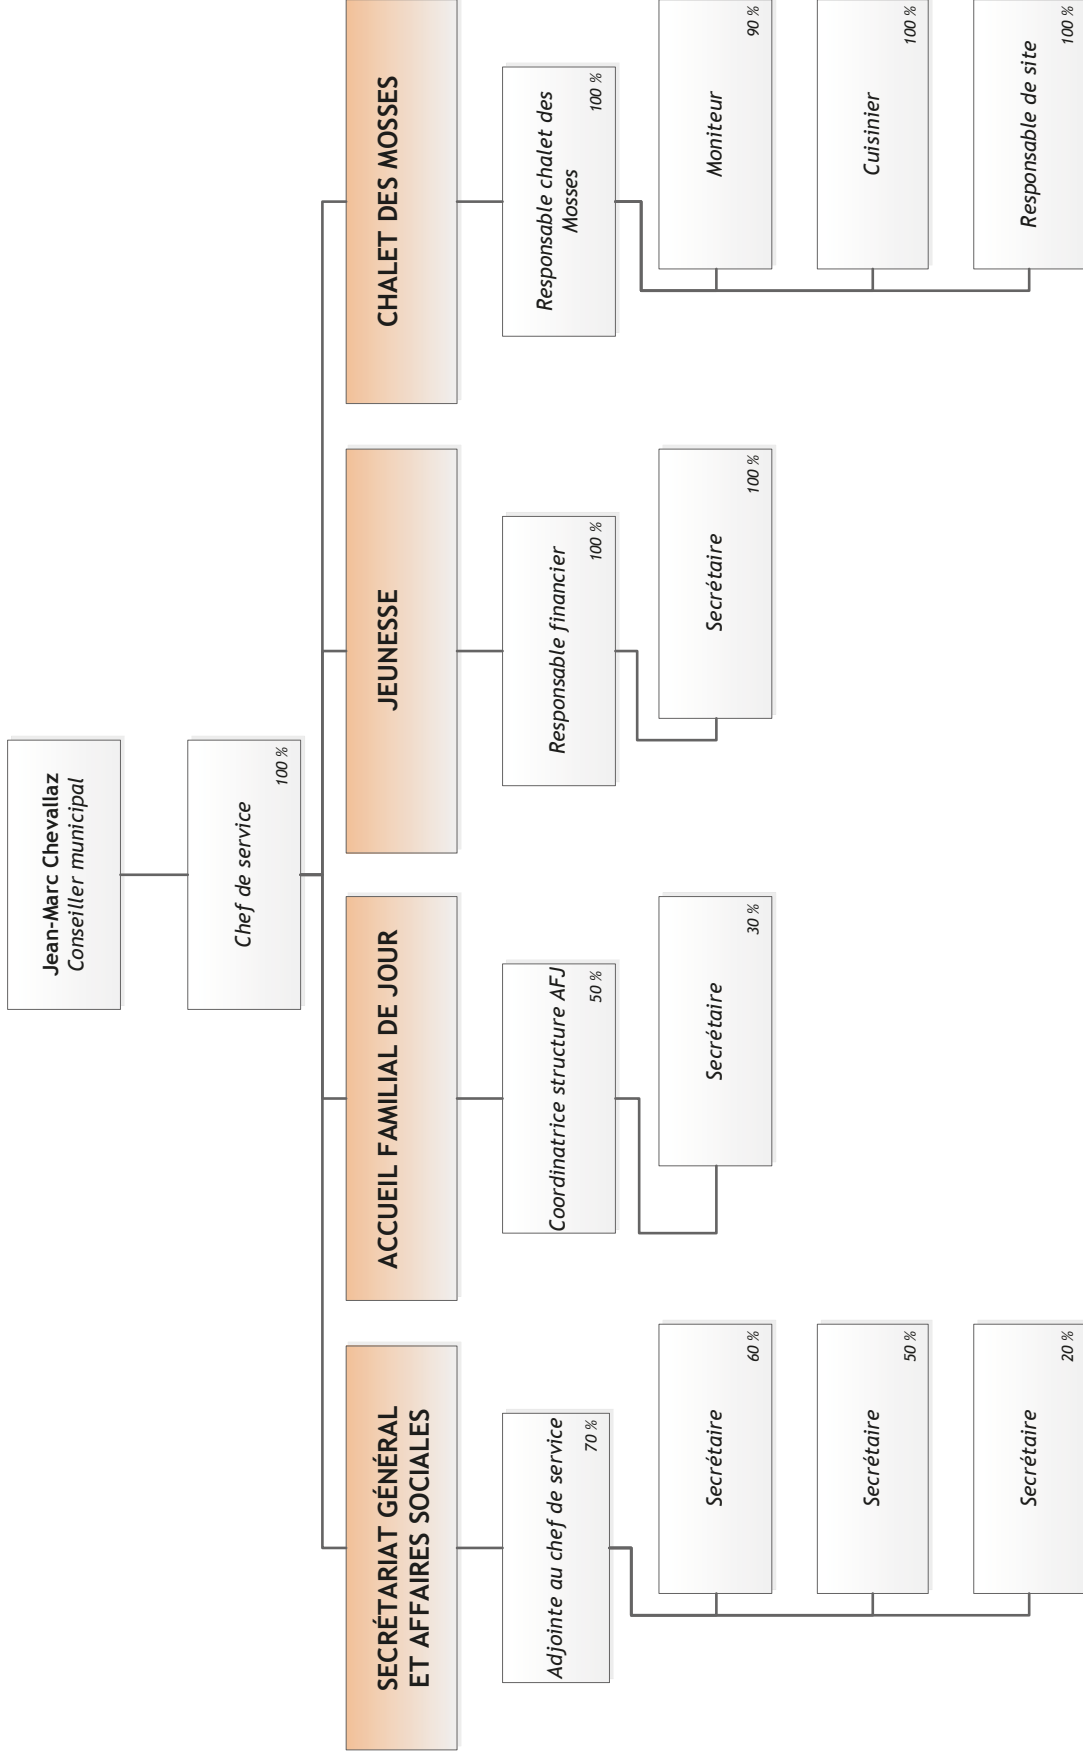 Jean-Marc Chevallaz
Conseiller municipal
Chef de service
100 %
SECRÉTARIAT GÉNÉRAL
ET AFFAIRES SOCIALES
Adjointe au chef de service
70 %
Secrétaire
60 %
Secrétaire
50 %
Secrétaire
20 %
ACCUEIL FAMILIAL DE JOUR
Coordinatrice structure AFJ
50 %
Secrétaire
30 %
JEUNESSE
Responsable financier
100 %
Secrétaire
100 %
CHALET DES MOSSES
Responsable chalet des
Mosses
100 %
Moniteur
90 %
Cuisinier
100 %
Responsable de site
100 %